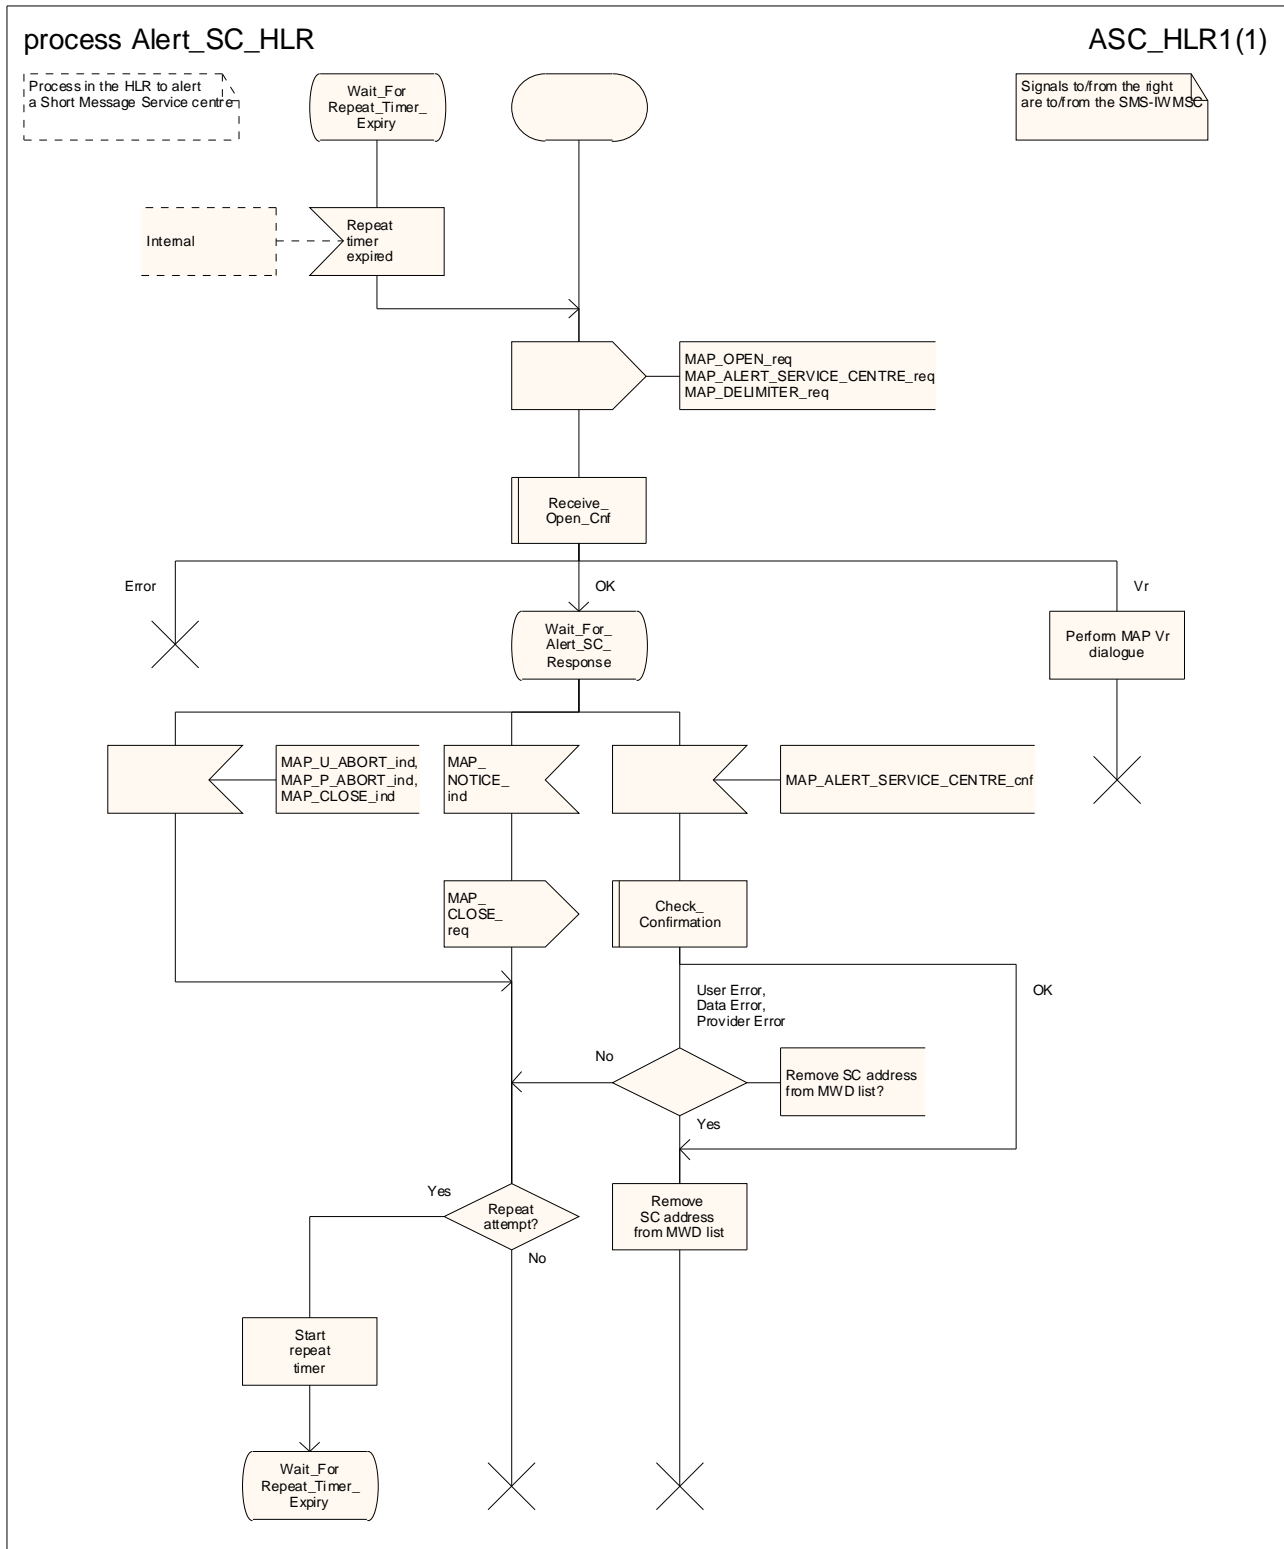 process Alert_SC_HLR
ASC_HLR1(1)
Process in the HLR to alert
a Short Message Service centre
Wait_For
Repeat_Timer_
Expiry
Signals to/from the right
are to/from the SMS-IWMSC
Internal
Repeat
timer
expired
MAP_OPEN_req
MAP_ALERT_SERVICE_CENTRE_req
MAP_DELIMITER_req
Receive_
Open_Cnf
Error
OK
Vr
Wait_For_
Alert_SC_
Response
Perform MAP Vr
dialogue
MAP_U_ABORT_ind,
MAP_P_ABORT_ind,
MAP_CLOSE_ind
MAP_
NOTICE_
ind
MAP_ALERT_SERVICE_CENTRE_cnf
MAP_
CLOSE_
req
Check_
Confirmation
User Error,
Data Error,
Provider Error
OK
No
Remove SC address
from MWD list?
Yes
Yes
Repeat
attempt?
No
Remove
SC address
from MWD list
Start
repeat
timer
Wait_For
Repeat_Timer_
Expiry